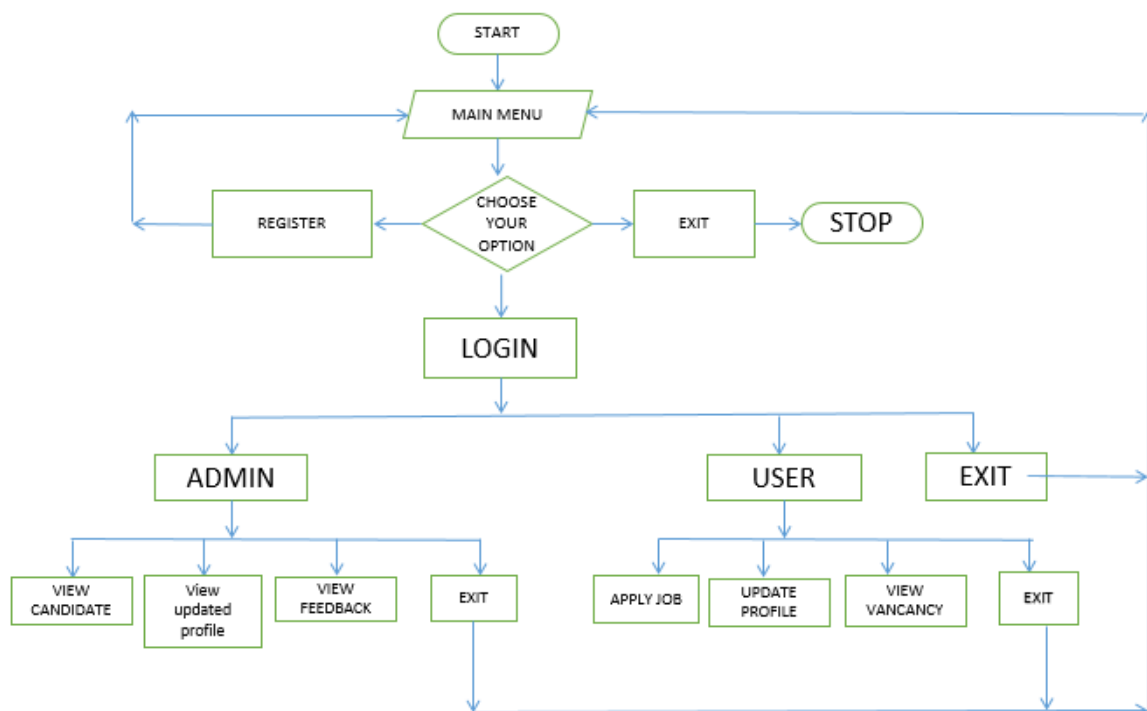 START
MAIN MENU
REGISTER
CHOOSE
YOUR
OPTION
EXIT
STOP
LOGIN
ADMIN
USER
EXIT
VIEW
CANDIDATE
View
updated
profile
VIEW
FEEDBACK
EXIT
APPLY JOB
UPDATE
PROFILE
VIEW
VANCANCY
EXIT